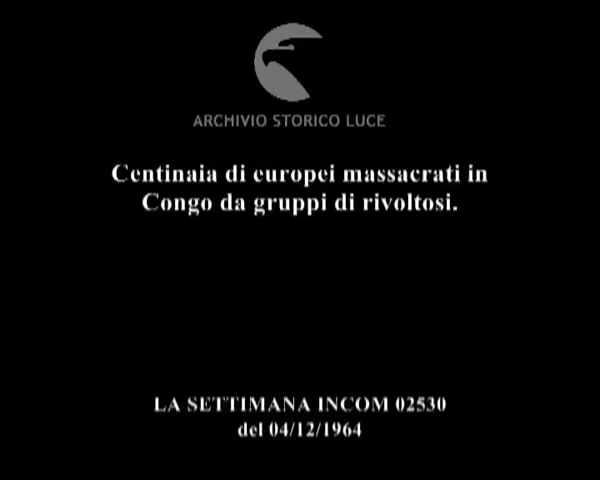 ARCHIVIO STORICO LUCE
Centinaia di europei massacrati in
Congo da gruppi di rivoltosi.
LA SETTIMANA INCOM 02530
del 04/12/1964